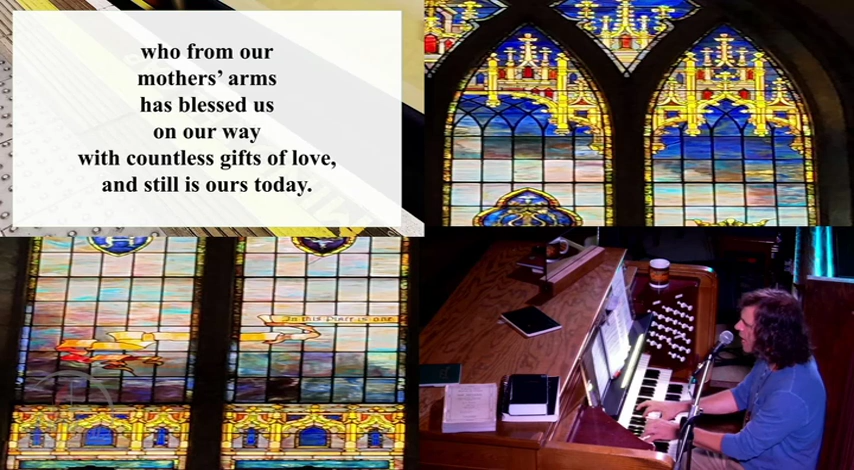 who from our
mothers’ arms
has blessed us
on our way
with countless gifts of love,
and still is ours today.
In this place is one